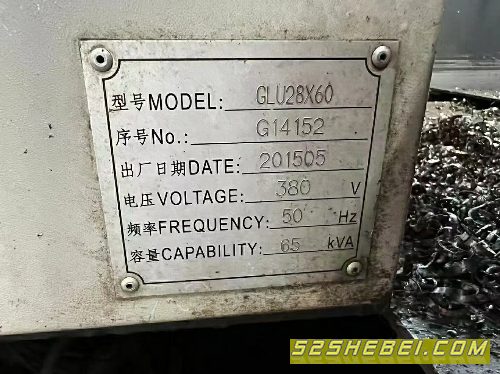 型号MODEL: GLU28X60
序号No.: G14152
出厂日期DATE: 201505
电压VOLTAGE: 380 V
频率FREQUENCY: 50 Hz
容量CAPABILITY: 65 kVA
52SHEBEI.COM